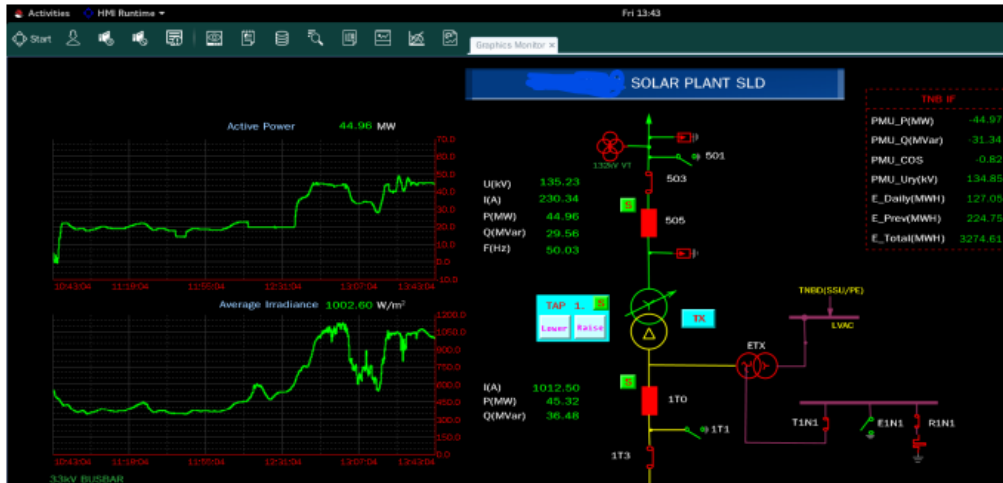 Activities HMI Runtime Fri 13:43
Start
Graphics Monitor ×
SOLAR PLANT SLD
Active Power 44.96 MW
70.0
60.0
50.0
40.0
30.0
20.0
10.0
0.0
10:43:04 11:19:04 11:55:04 12:31:04 13:07:04 13:43:04
Average Irradiance 1002.60 W/m²
1200.0
1050.0
900.0
750.0
600.0
450.0
300.0
150.0
0.0
10:43:04 11:19:04 11:55:04 12:31:04 13:07:04 13:43:04
33kV BUSBAR
132kV VT
501
503
S
505
U(kV) 135.23
I(A) 230.34
P(MW) 44.96
Q(MVar) 29.56
F(Hz) 50.03
TAP 1. S
Lower Raise
TX
I(A) 1012.50
P(MW) 45.32
Q(MVar) 36.48
S
1T0
1T1
1T3
TNB IF
PMU_P(MW) -44.97
PMU_Q(MVar) -31.34
PMU_COS -0.82
PMU_Ury(kV) 134.85
E_Daily(MWH) 127.05
E_Prev(MWH) 224.75
E_Total(MWH) 3274.61
TNBD(SSU/PE)
LVAC
ETX
T1N1 E1N1 R1N1